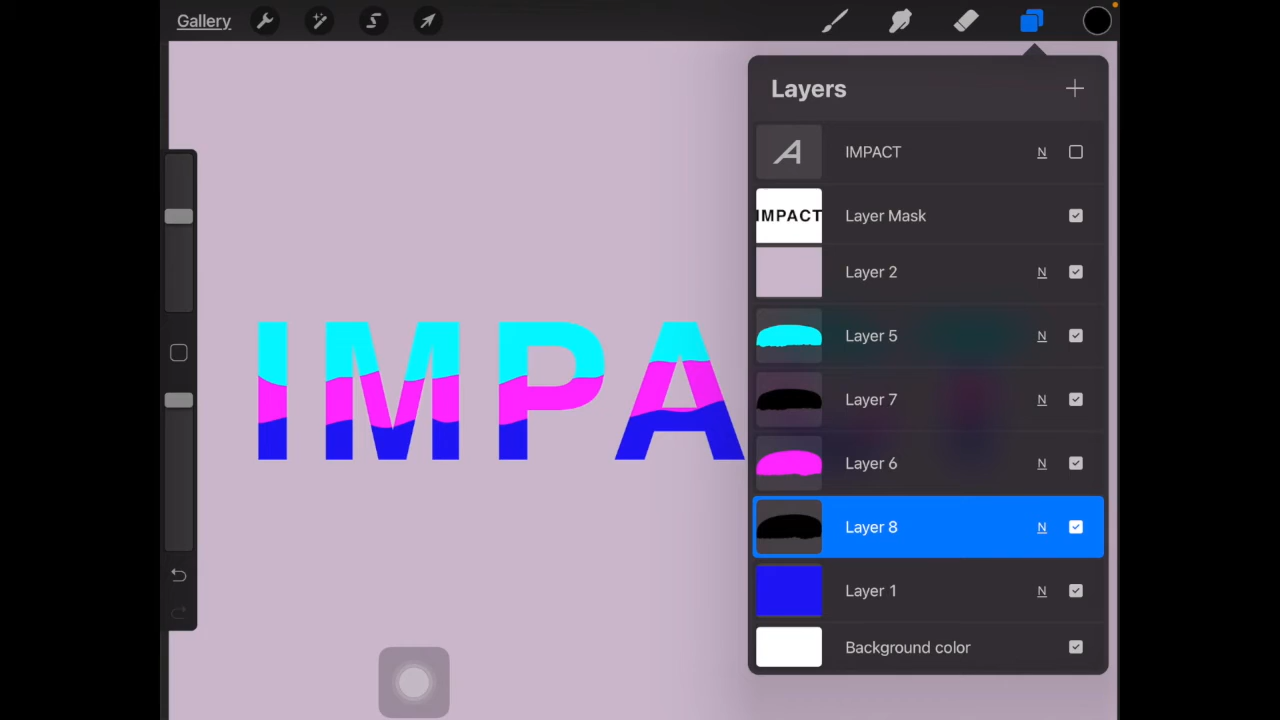 Gallery
Layers
IMPACT N
IMPACT Layer Mask
Layer 2 N
Layer 5 N
Layer 7 N
Layer 6 N
Layer 8 N
Layer 1 N
Background color
IMPA